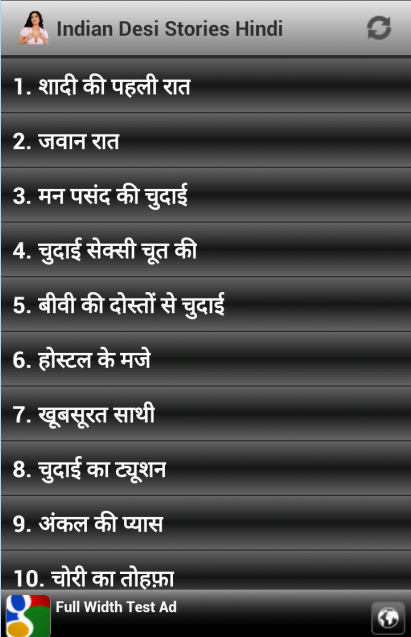 Indian Desi Stories Hindi
1. शादी की पहली रात
2. जवान रात
3. मन पसंद की चुदाई
4. चुदाई सेक्सी चूत की
5. बीवी की दोस्तों से चुदाई
6. होस्टल के मजे
7. खूबसूरत साथी
8. चुदाई का ट्यूशन
9. अंकल की प्यास
10. चोरी का तोहफ़ा
Full Width Test Ad